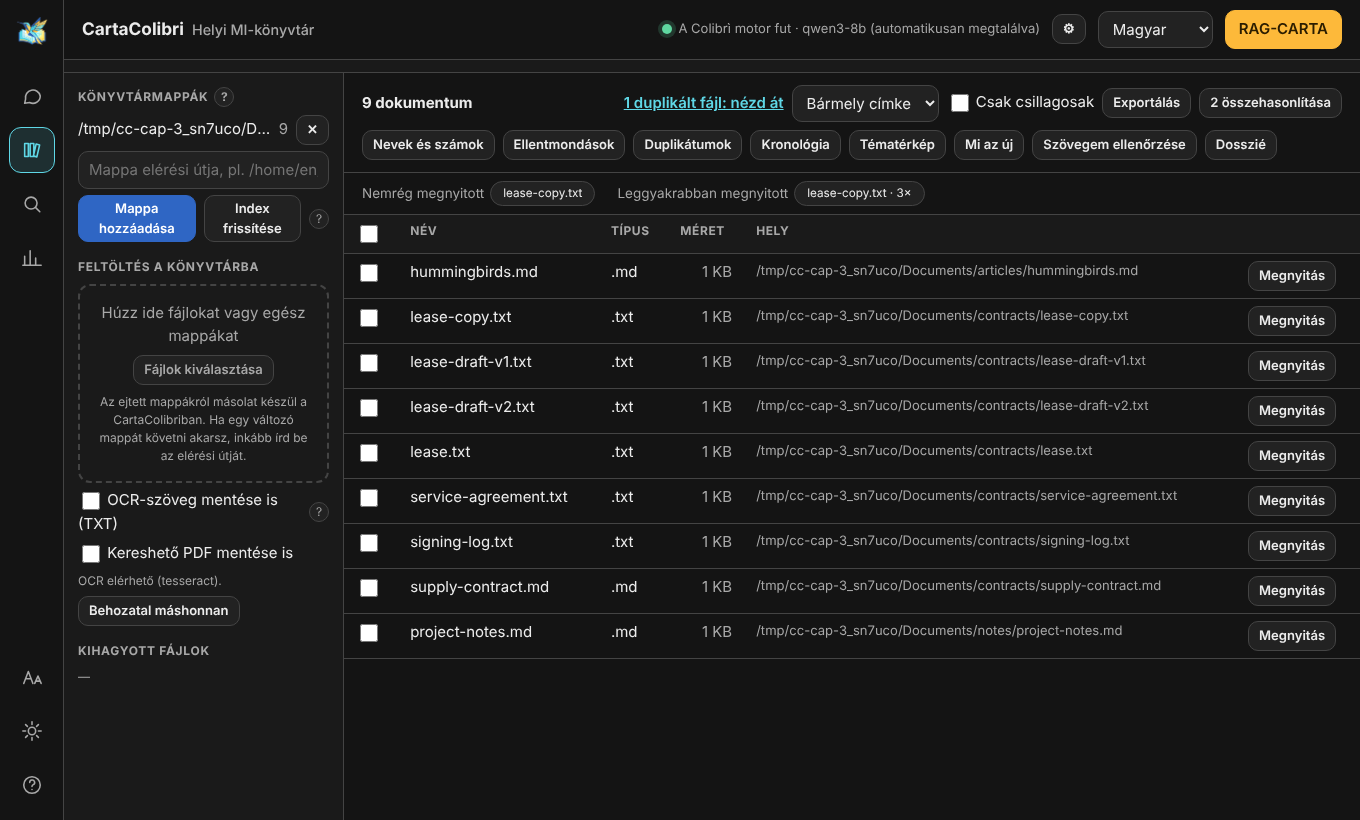 CartaColibri Helyi MI-könyvtár
A Colibrì motor fut · qwen3-8b (automatikusan megtalálva)
⚙
Magyar
RAG-CARTA
KÖNYVTÁRMAPPÁK ?
/tmp/cc-cap-3_sn7uco/D... 9 ✕
Mappa elérési útja, pl. /home/en
Mappa hozzáadása
Index frissítése
?
FELTÖLTÉS A KÖNYVTÁRBA
Húzz ide fájlokat vagy egész
mappákat
Fájlok kiválasztása
Az ejtett mappákról másolat készül a
CartaColibriban. Ha egy változó
mappát követni akarsz, inkább írd be
az elérési útját.
OCR-szöveg mentése is
(TXT)
?
Kereshető PDF mentése is
OCR elérhető (tesseract).
Behozatal máshonnan
KIHAGYOTT FÁJLOK
—
9 dokumentum
1 duplikált fájl: nézd át
Bármely címke
Csak csillagosak
Exportálás
2 összehasonlítása
Nevek és számok
Ellentmondások
Duplikátumok
Kronológia
Tématérkép
Mi az új
Szövegem ellenőrzése
Dosszié
Nemrég megnyitott lease-copy.txt
Leggyakrabban megnyitott lease-copy.txt · 3×
NÉV TÍPUS MÉRET HELY
hummingbirds.md .md 1 KB /tmp/cc-cap-3_sn7uco/Documents/articles/hummingbirds.md Megnyitás
lease-copy.txt .txt 1 KB /tmp/cc-cap-3_sn7uco/Documents/contracts/lease-copy.txt Megnyitás
lease-draft-v1.txt .txt 1 KB /tmp/cc-cap-3_sn7uco/Documents/contracts/lease-draft-v1.txt Megnyitás
lease-draft-v2.txt .txt 1 KB /tmp/cc-cap-3_sn7uco/Documents/contracts/lease-draft-v2.txt Megnyitás
lease.txt .txt 1 KB /tmp/cc-cap-3_sn7uco/Documents/contracts/lease.txt Megnyitás
service-agreement.txt .txt 1 KB /tmp/cc-cap-3_sn7uco/Documents/contracts/service-agreement.txt Megnyitás
signing-log.txt .txt 1 KB /tmp/cc-cap-3_sn7uco/Documents/contracts/signing-log.txt Megnyitás
supply-contract.md .md 1 KB /tmp/cc-cap-3_sn7uco/Documents/contracts/supply-contract.md Megnyitás
project-notes.md .md 1 KB /tmp/cc-cap-3_sn7uco/Documents/notes/project-notes.md Megnyitás
AA
?